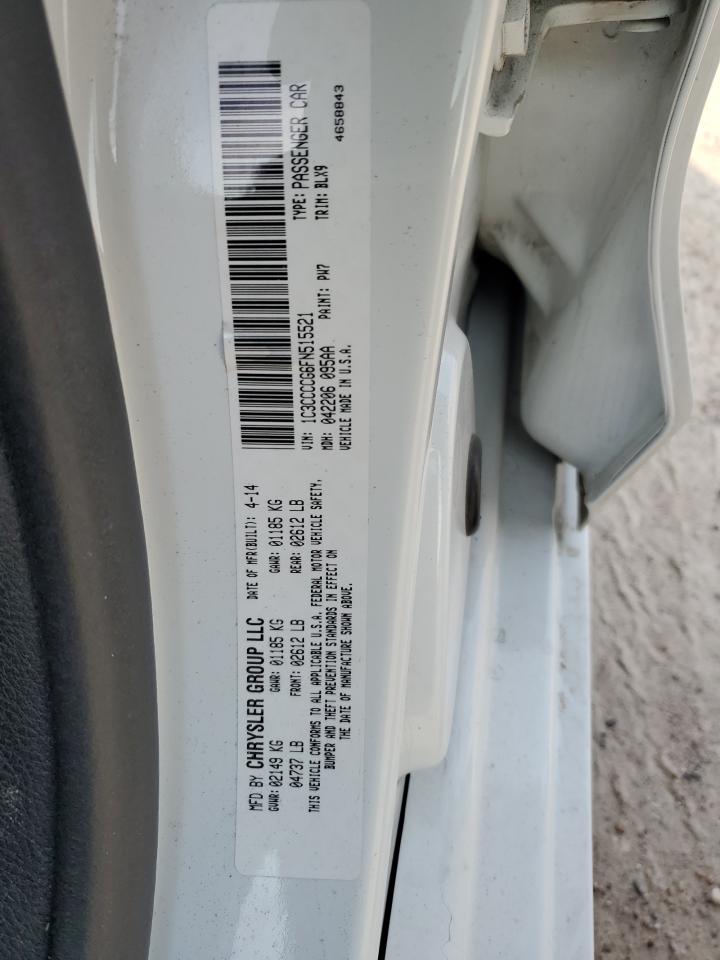 MFD BY CHRYSLER GROUP LLC DATE OF MFR(BUILT): 4-14
GVWR: 02149 KG GAWR: 01185 KG GAWR: 01185 KG
04737 LB FRONT: 02612 LB REAR: 02612 LB
THIS VEHICLE CONFORMS TO ALL APPLICABLE U.S.A. FEDERAL MOTOR VEHICLE SAFETY,
BUMPER AND THEFT PREVENTION STANDARDS IN EFFECT ON
THE DATE OF MANUFACTURE SHOWN ABOVE.
VIN: 1C3CCCCG6FN515521 TYPE: PASSENGER CAR
MDH: 042206 095AA PAINT: PW7 TRIM: BLX9
VEHICLE MADE IN U.S.A. 4658843